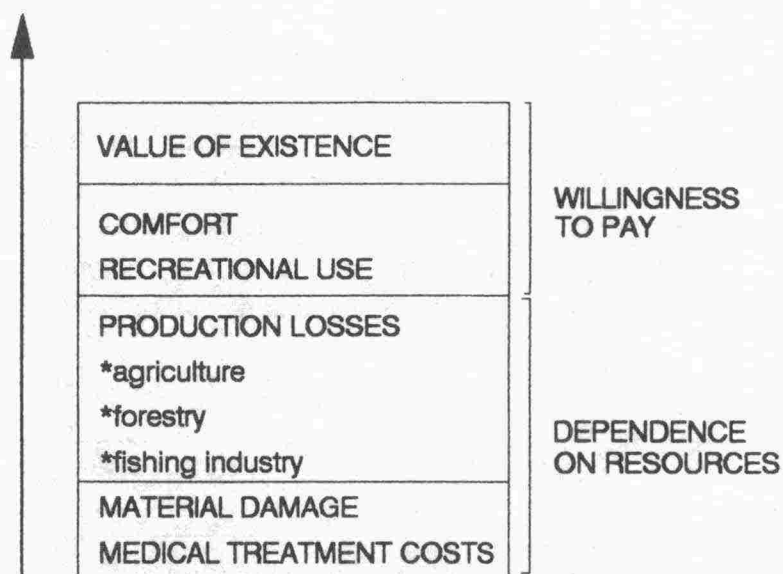 VALUE OF EXISTENCE
COMFORT
RECREATIONAL USE
PRODUCTION LOSSES
*agriculture
*forestry
*fishing industry
MATERIAL DAMAGE
MEDICAL TREATMENT COSTS
WILLINGNESS
TO PAY
DEPENDENCE
ON RESOURCES